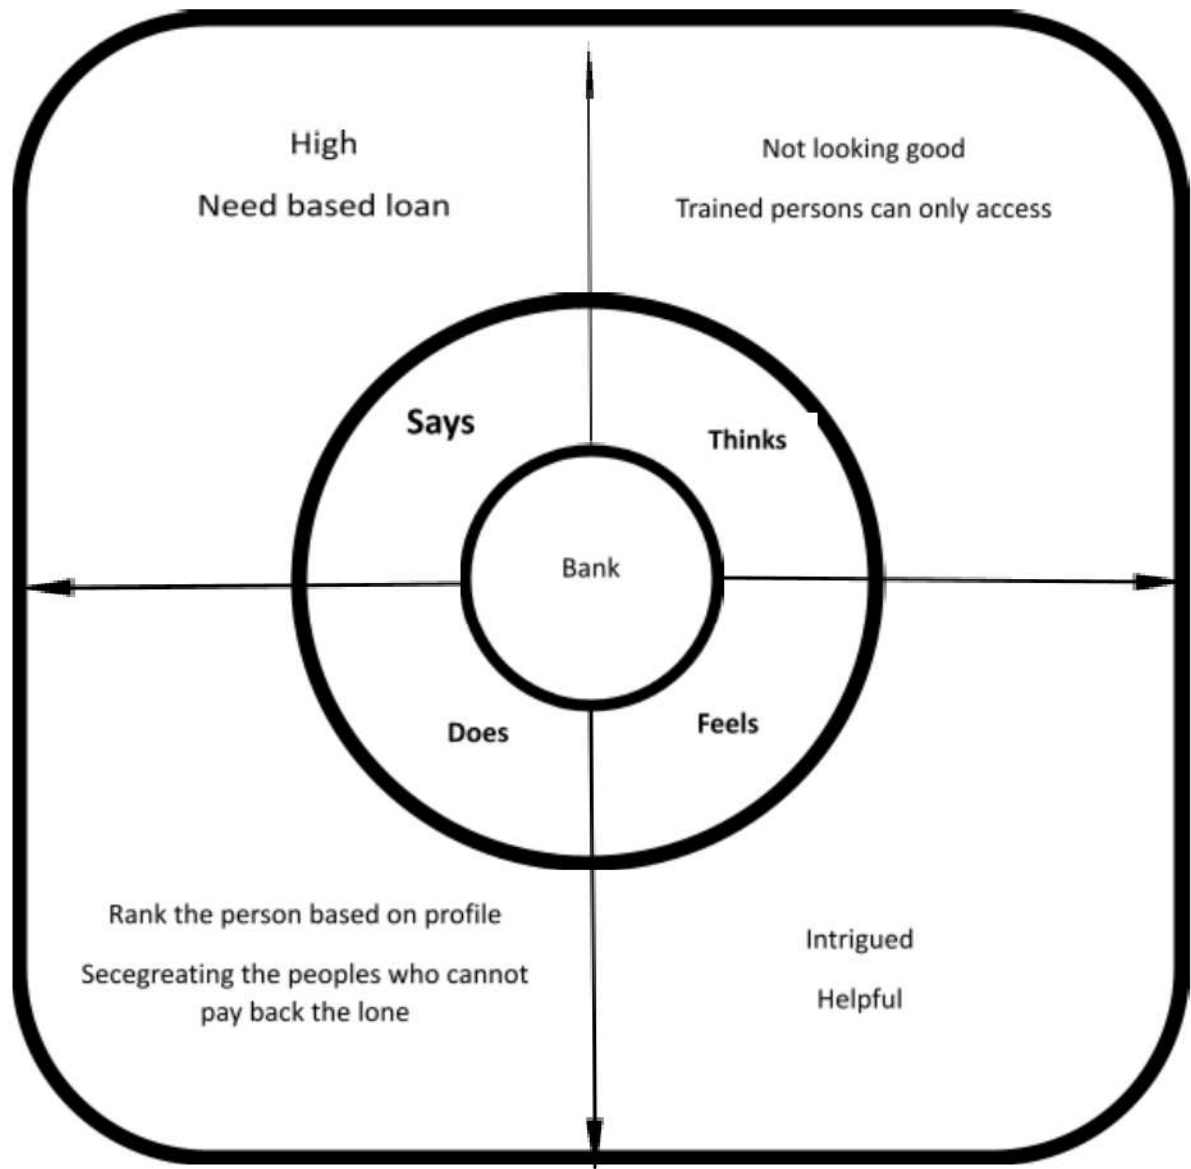 High
Need based loan
Not looking good
Trained persons can only access
Says
Thinks
Bank
Does
Feels
Rank the person based on profile
Secegreating the peoples who cannot
pay back the lone
Intrigued
Helpful